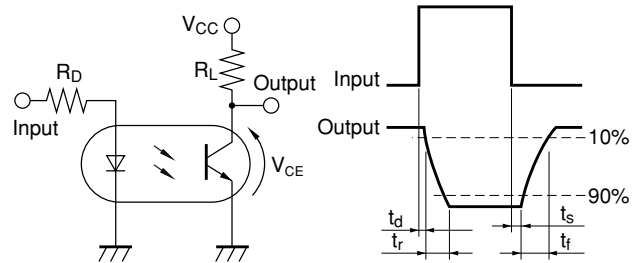 V_CC
R_D
R_L
Output
Input
V_CE
Input
Output
10%
90%
t_d
t_s
t_r
t_f